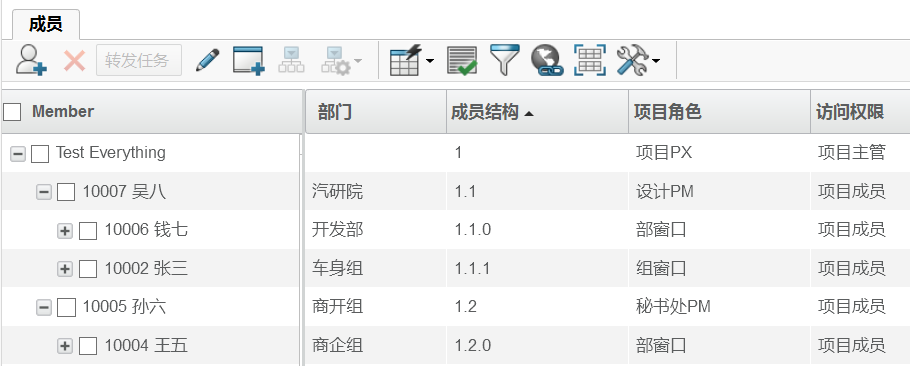 成员
转发任务
Member 部门 成员结构 项目角色 访问权限
Test Everything 1 项目PX 项目主管
10007 吴八 汽研院 1.1 设计PM 项目成员
10006 钱七 开发部 1.1.0 部窗口 项目成员
10002 张三 车身组 1.1.1 组窗口 项目成员
10005 孙六 商开组 1.2 秘书处PM 项目成员
10004 王五 商企组 1.2.0 部窗口 项目成员